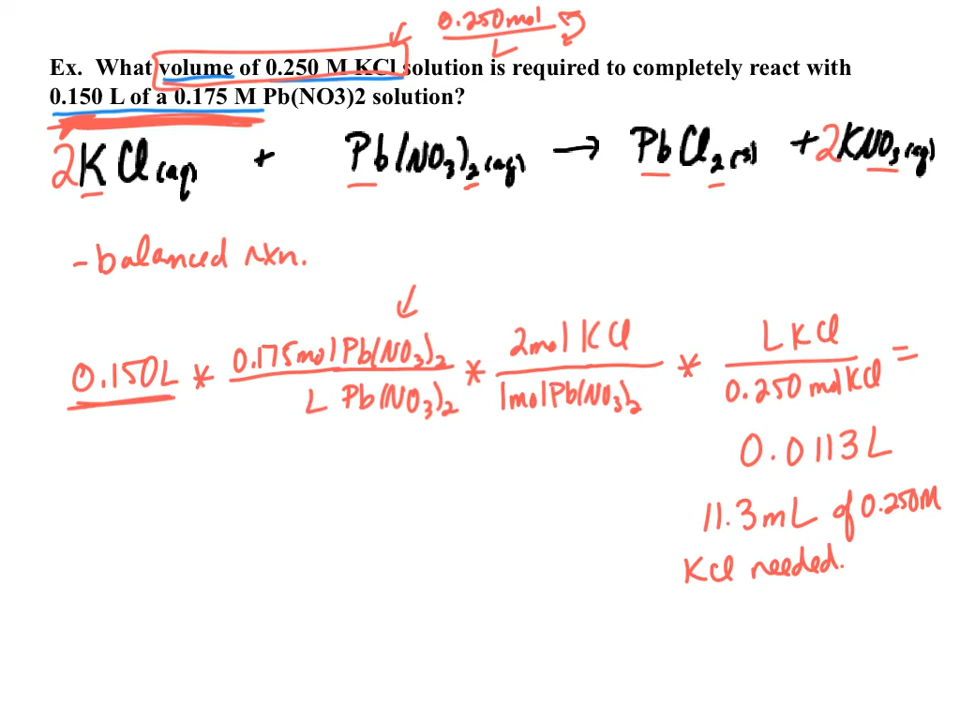 0.250 mol
L
Ex. What volume of 0.250 M KCl solution is required to completely react with
0.150 L of a 0.175 M Pb(NO3)2 solution?
2KCl(aq) + Pb(NO₃)₂(aq) → PbCl₂(s) + 2KNO₃(aq)
- balanced rxn.
0.150L * 0.175mol Pb(NO₃)₂ / L Pb(NO₃)₂ * 2mol KCl / 1mol Pb(NO₃)₂ * L KCl / 0.250 mol KCl =
0.0113L
11.3mL of 0.250M
KCl needed.